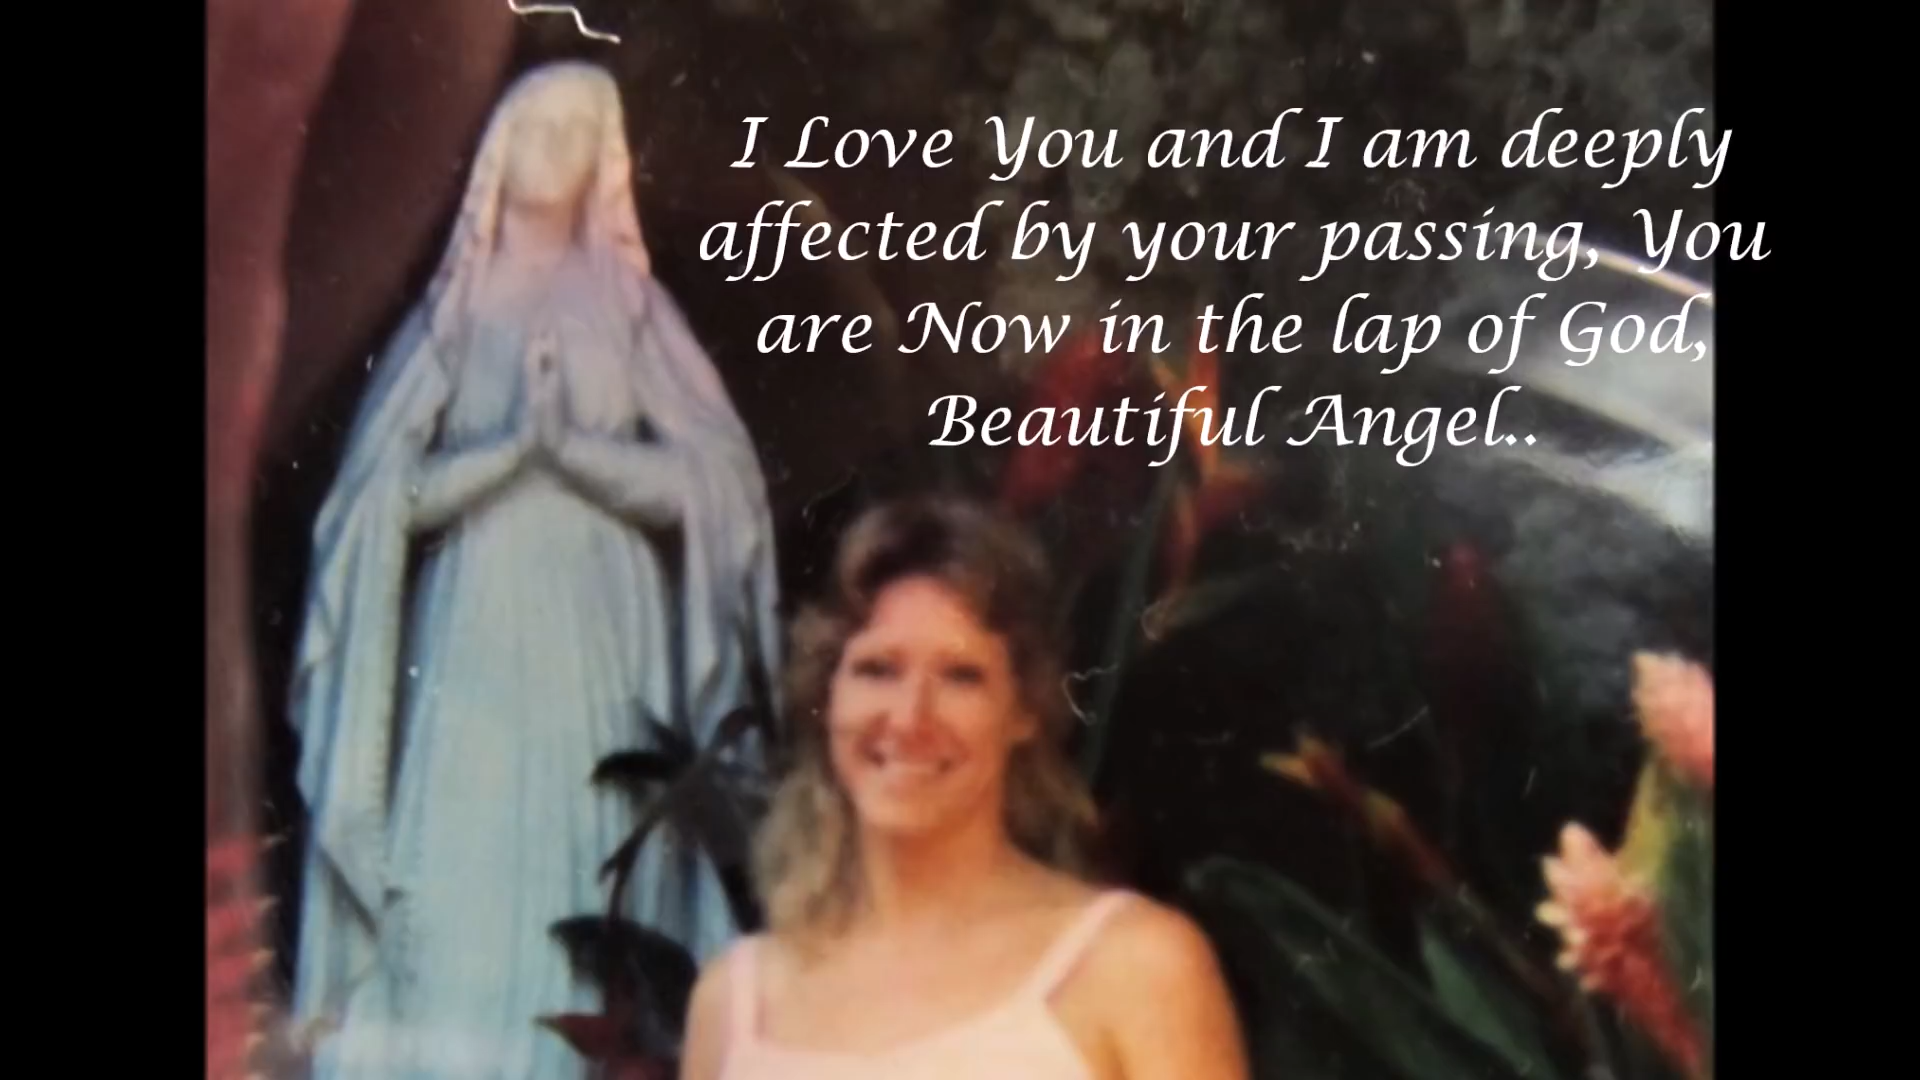 I Love You and I am deeply
affected by your passing, You
are Now in the lap of God,
Beautiful Angel..